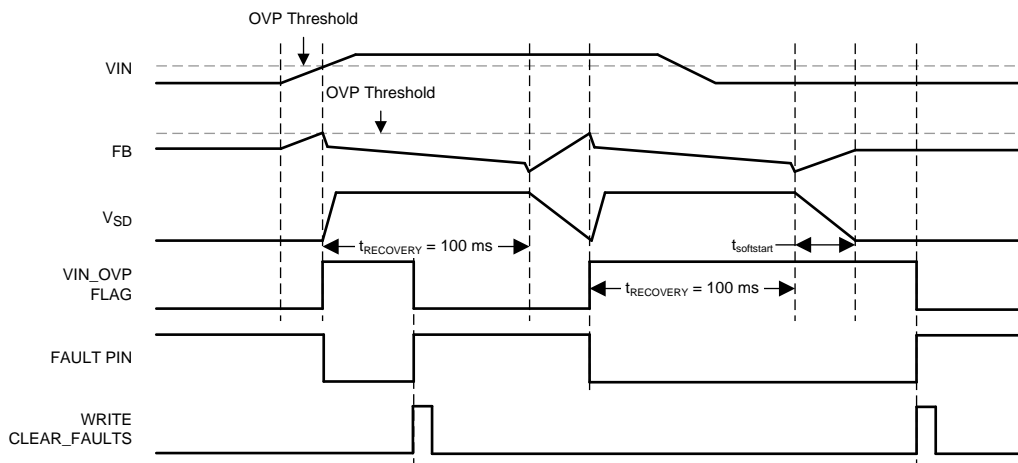 OVP Threshold
VIN
OVP Threshold
FB
VSD
tRECOVERY = 100 ms
tsoftstart
VIN_OVP
FLAG
tRECOVERY = 100 ms
FAULT PIN
WRITE
CLEAR_FAULTS